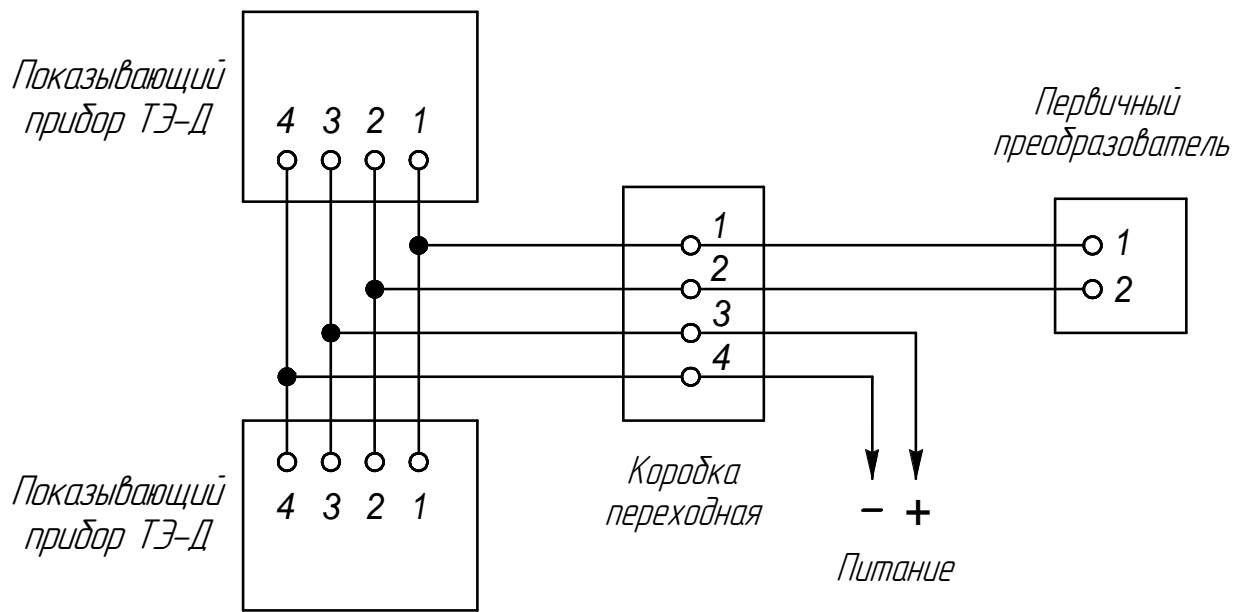 Показывающий
прибор ТЭ-Д
4 3 2 1
Первичный
преобразователь
1
2
3
4
1
2
Показывающий
прибор ТЭ-Д
4 3 2 1
Коробка
переходная
– +
Питание